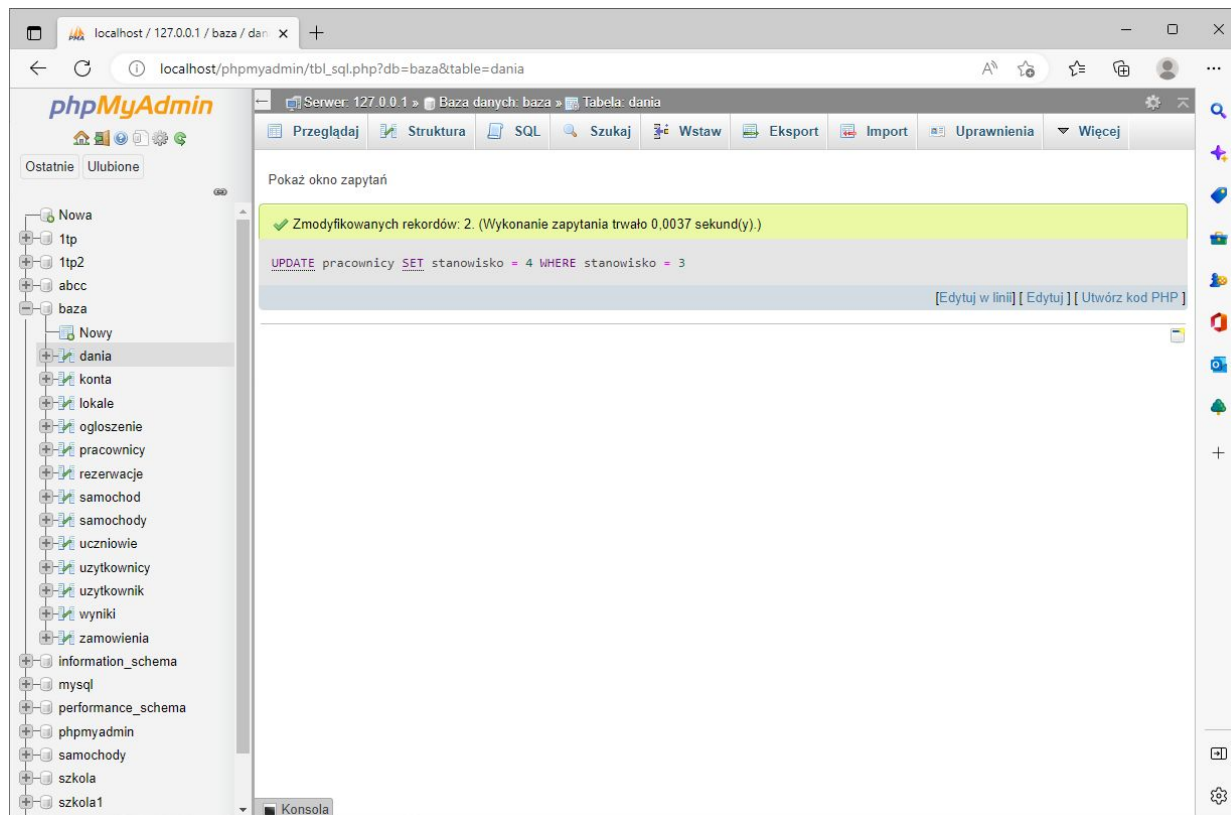 localhost / 127.0.0.1 / baza / dan
localhost/phpmyadmin/tbl_sql.php?db=baza&table=dania
phpMyAdmin
Ostatnie Ulubione
Nowa
1tp
1tp2
abcc
baza
Nowy
dania
konta
lokale
ogloszenie
pracownicy
rezerwacje
samochod
samochody
uczniowie
uzytkownicy
uzytkownik
wyniki
zamowienia
information_schema
mysql
performance_schema
phpmyadmin
samochody
szkola
szkola1
Serwer: 127.0.0.1 » Baza danych: baza » Tabela: dania
Przeglądaj Struktura SQL Szukaj Wstaw Eksport Import Uprawnienia Więcej
Pokaż okno zapytań
Zmodyfikowanych rekordów: 2. (Wykonanie zapytania trwało 0,0037 sekund(y).)
UPDATE pracownicy SET stanowisko = 4 WHERE stanowisko = 3
[Edytuj w linii] [ Edytuj ] [ Utwórz kod PHP ]
Konsola